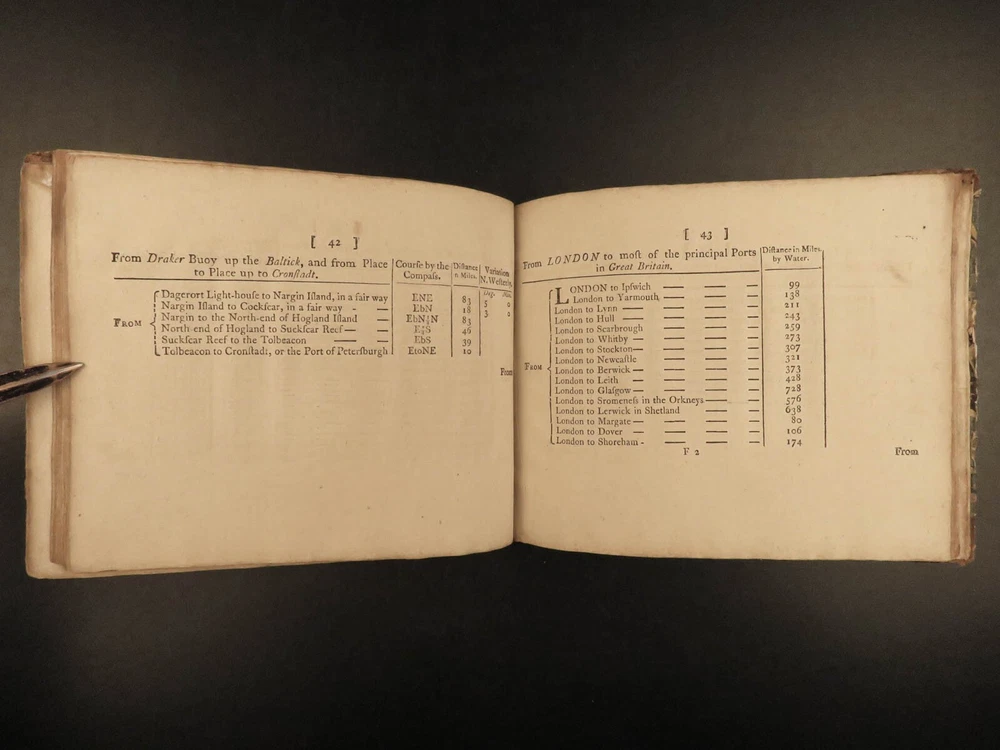 [ 42 ]
From Draker Buoy up the Baltick, and from Place
to Place up to Cronſtadt.
Courſe by the
Compaſs.
Diſtance
n Miles.
Variation
N. Weſterly,
Deg. Min.
FROM
Dagerort Light-houſe to Nargin Iſland, in a fair way ENE 83 5 0
Nargin Iſland to Cockſcar, in a fair way - — EbN 18 3 0
Nargin to the North-end of Hogland Iſland — EbN½N 83
North end of Hogland to Suckſcar Reef — — E½S 46
Suckſcar Reef to the Tolbeacon — — EbS 39
Tolbeacon to Cronſtadt, or the Port of Petersburgh EtoNE 10
From
[ 43 ]
From LONDON to moſt of the principal Ports
in Great Britain.
Diſtance in Miles,
by Water.
FROM
LONDON to Ipſwich — — — 99
London to Yarmouth, — — — 138
London to Lynn — — — — 211
London to Hull — — — — 243
London to Scarbrough — — — 259
London to Whitby — — — — 273
London to Stockton — — — — 307
London to Newcaſtle — — — 321
London to Berwick — — — — 373
London to Leith — — — — 428
London to Glaſgow — — — — 728
London to Sromeneſs in the Orkneys — — 576
London to Lerwick in Shetland — — 638
London to Margate — — — — 80
London to Dover — — — — 106
London to Shoreham - — — — 174
F 2
From